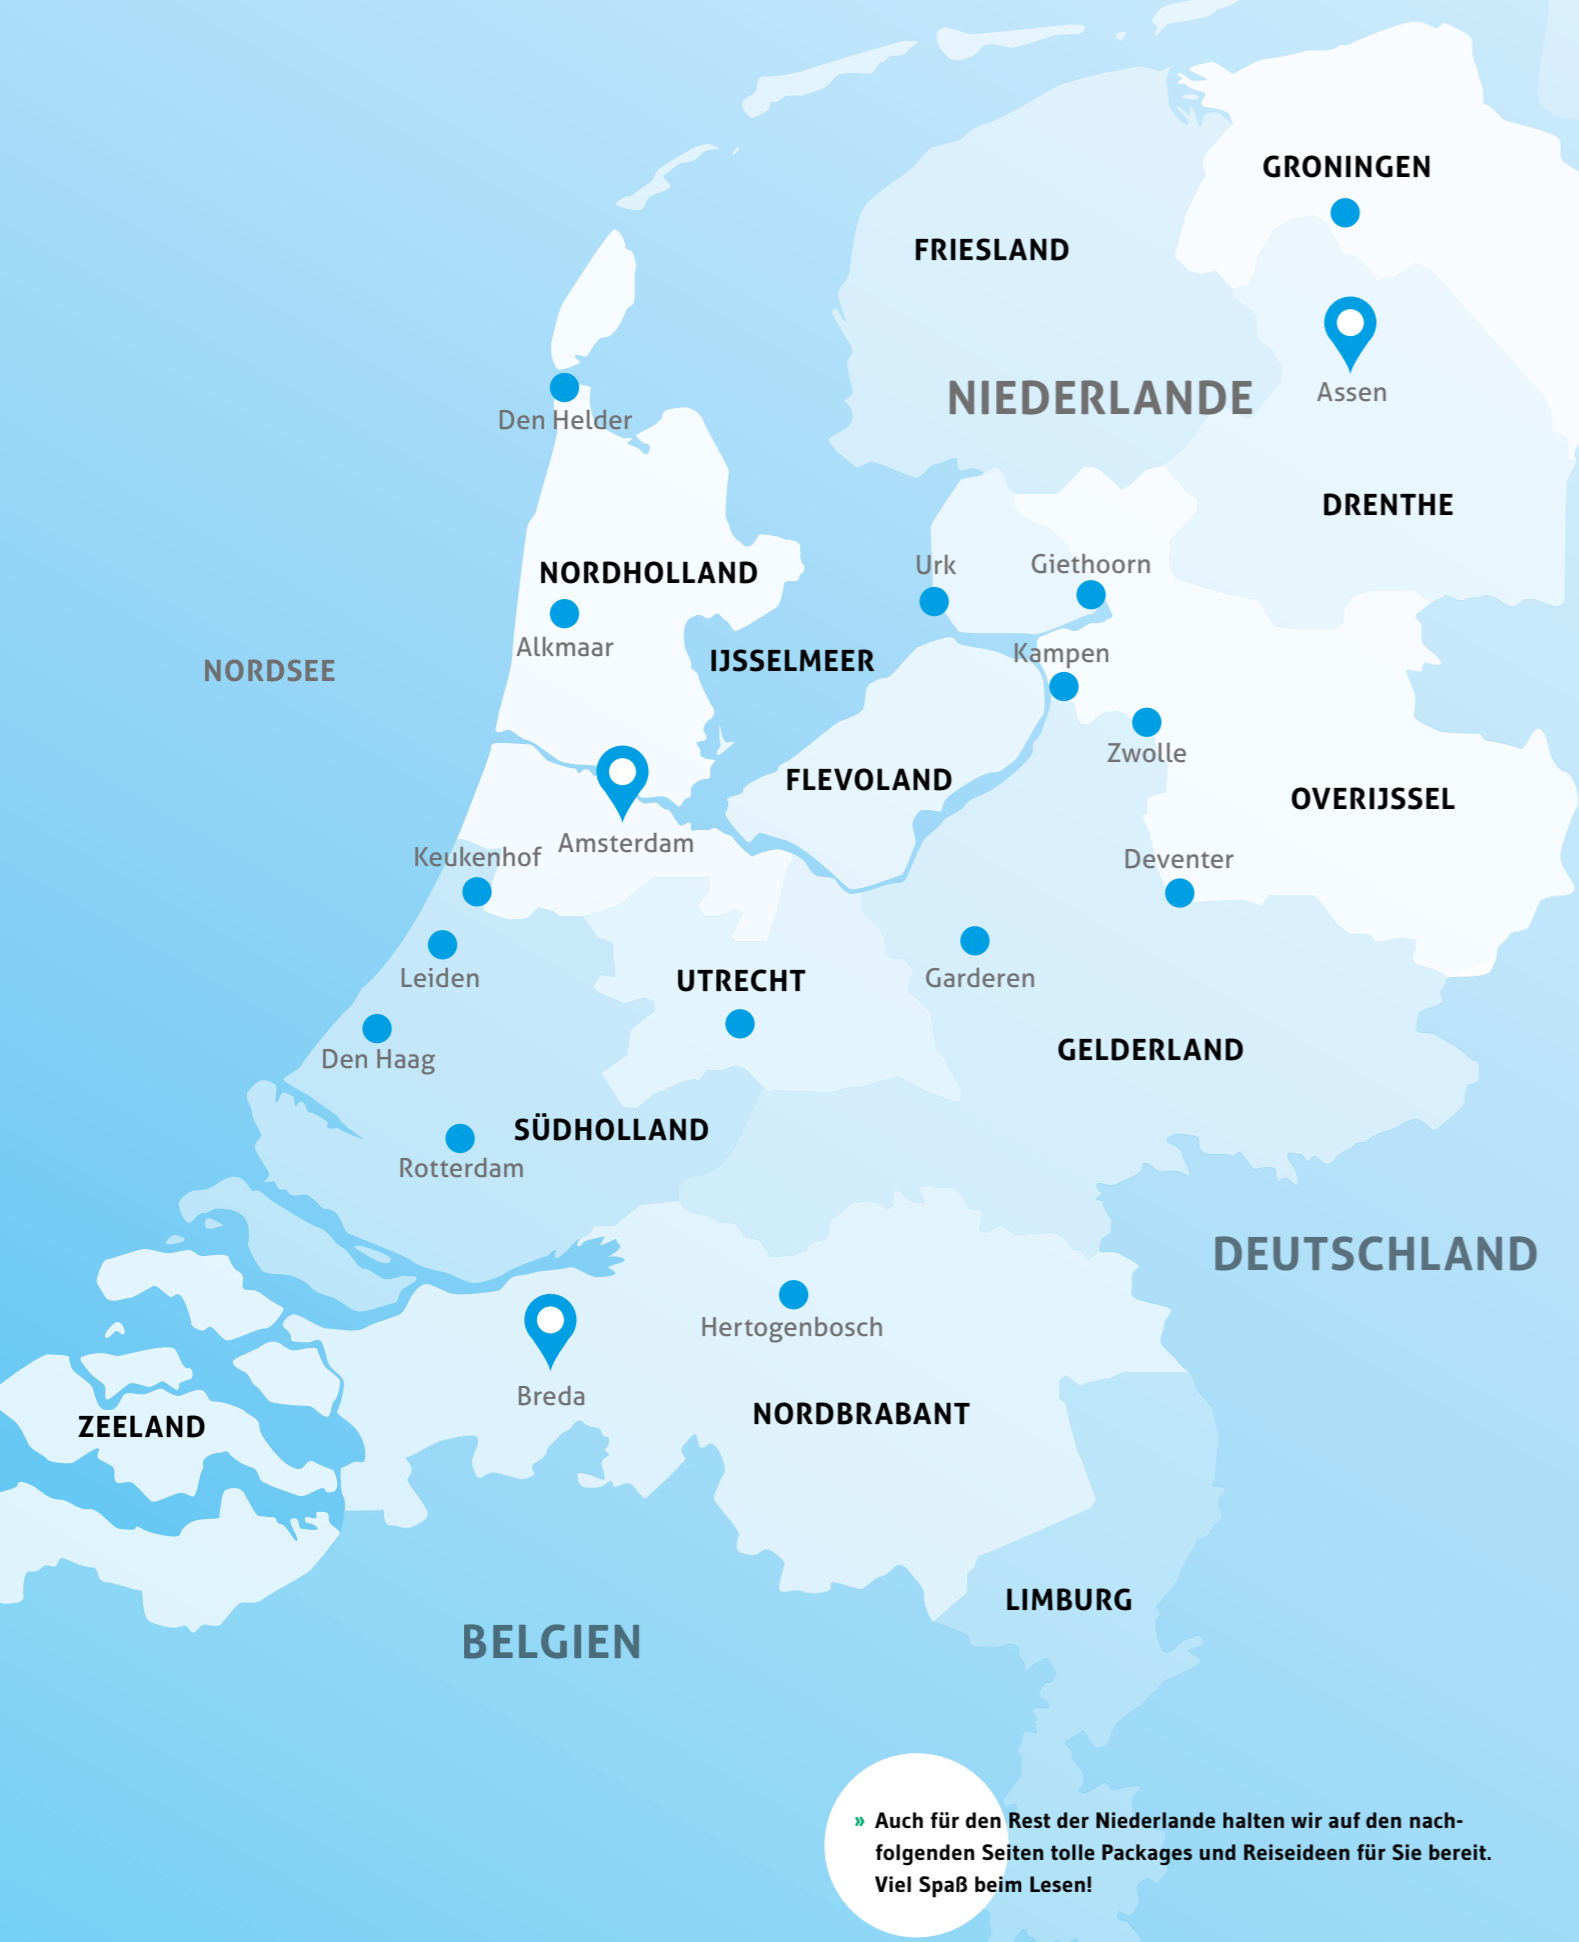 GRONINGEN
FRIESLAND
NIEDERLANDE
Assen
Den Helder
DRENTHE
NORDHOLLAND
Urk
Giethoorn
Alkmaar
IJSSELMEER
Kampen
NORDSEE
Zwolle
FLEVOLAND
OVERIJSSEL
Amsterdam
Keukenhof
Deventer
Leiden
UTRECHT
Garderen
Den Haag
GELDERLAND
SÜDHOLLAND
Rotterdam
DEUTSCHLAND
Hertogenbosch
Breda
NORDBRABANT
ZEELAND
LIMBURG
BELGIEN
» Auch für den Rest der Niederlande halten wir auf den nach-
folgenden Seiten tolle Packages und Reiseideen für Sie bereit.
Viel Spaß beim Lesen!